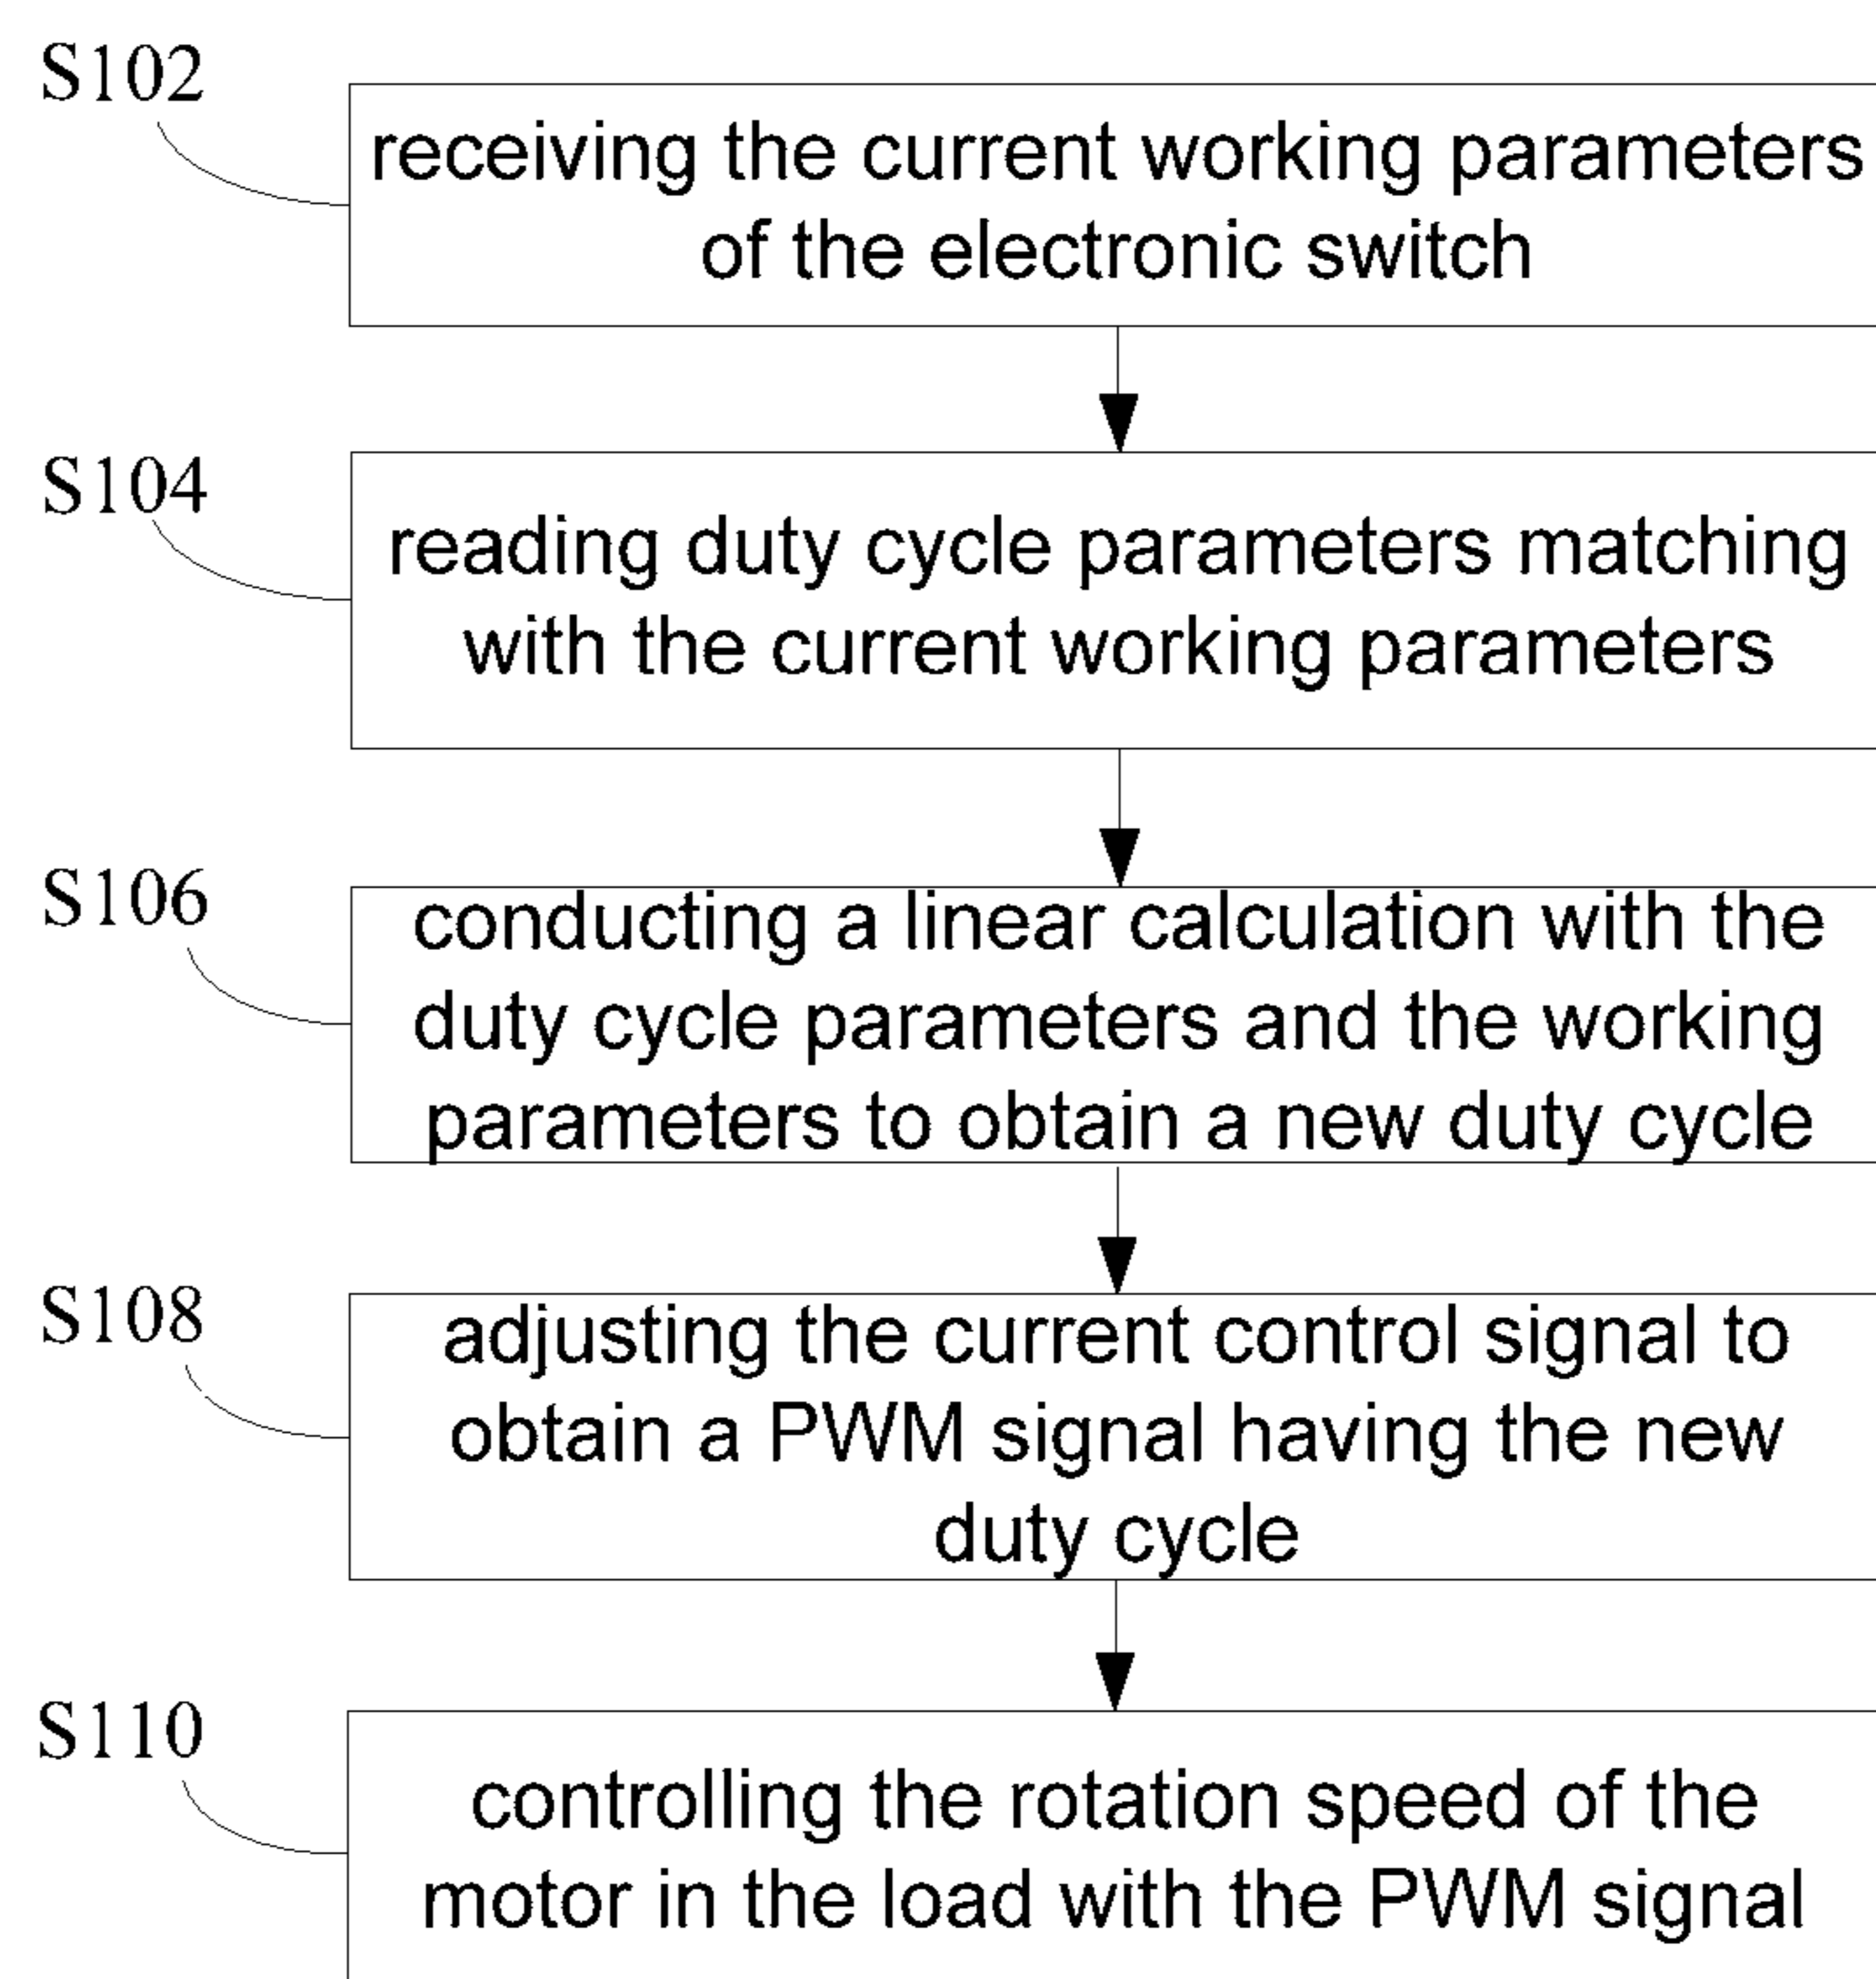 S102
receiving the current working parameters
of the electronic switch
S104
reading duty cycle parameters matching
with the current working parameters
S106
conducting a linear calculation with the
duty cycle parameters and the working
parameters to obtain a new duty cycle
S108
adjusting the current control signal to
obtain a PWM signal having the new
duty cycle
S110
controlling the rotation speed of the
motor in the load with the PWM signal